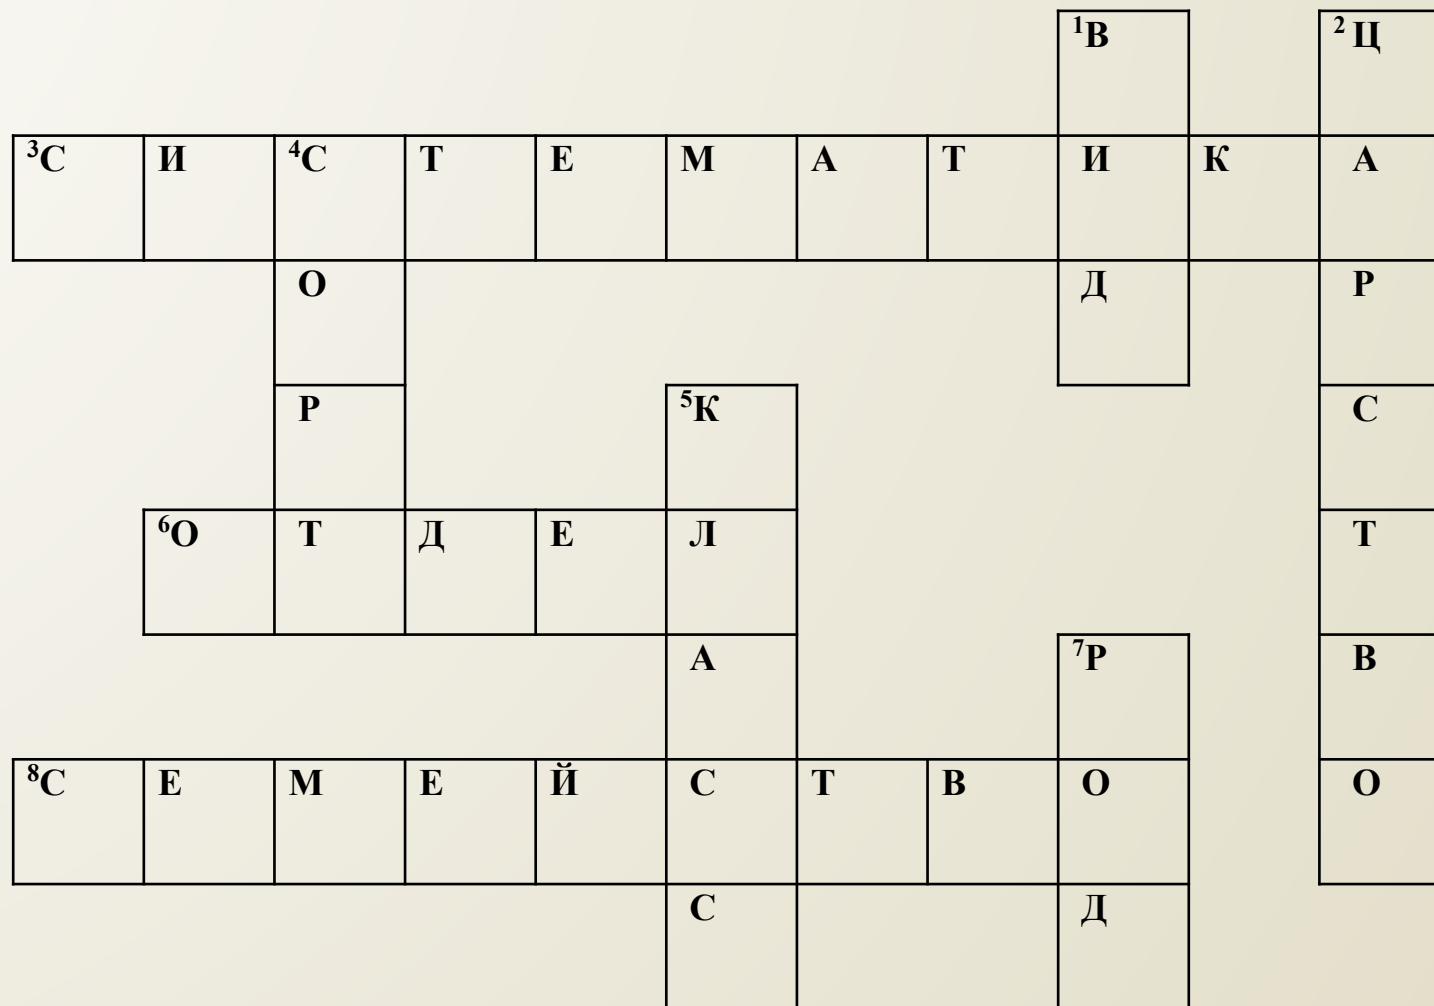 ¹В ²Ц
³С И ⁴С Т Е М А Т И К А
О Д Р
Р ⁵К С
⁶О Т Д Е Л Т
А ⁷Р В
⁸С Е М Е Й С Т В О О
С Д